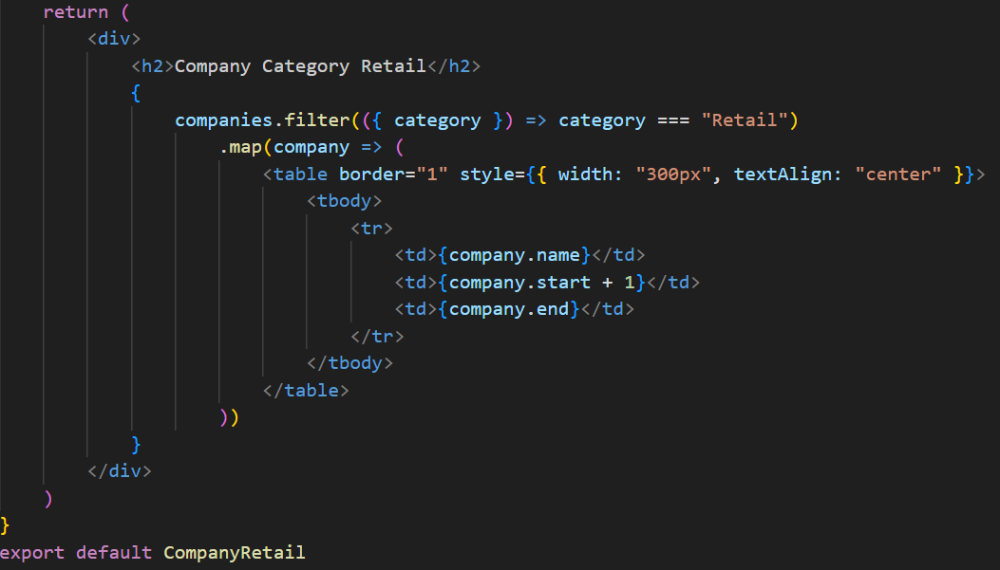 return (
<div>
<h2>Company Category Retail</h2>
{
companies.filter(({ category }) => category === "Retail")
.map(company => (
<table border="1" style={{ width: "300px", textAlign: "center" }}>
<tbody>
<tr>
<td>{company.name}</td>
<td>{company.start + 1}</td>
<td>{company.end}</td>
</tr>
</tbody>
</table>
))
}
</div>
)
}
export default CompanyRetail